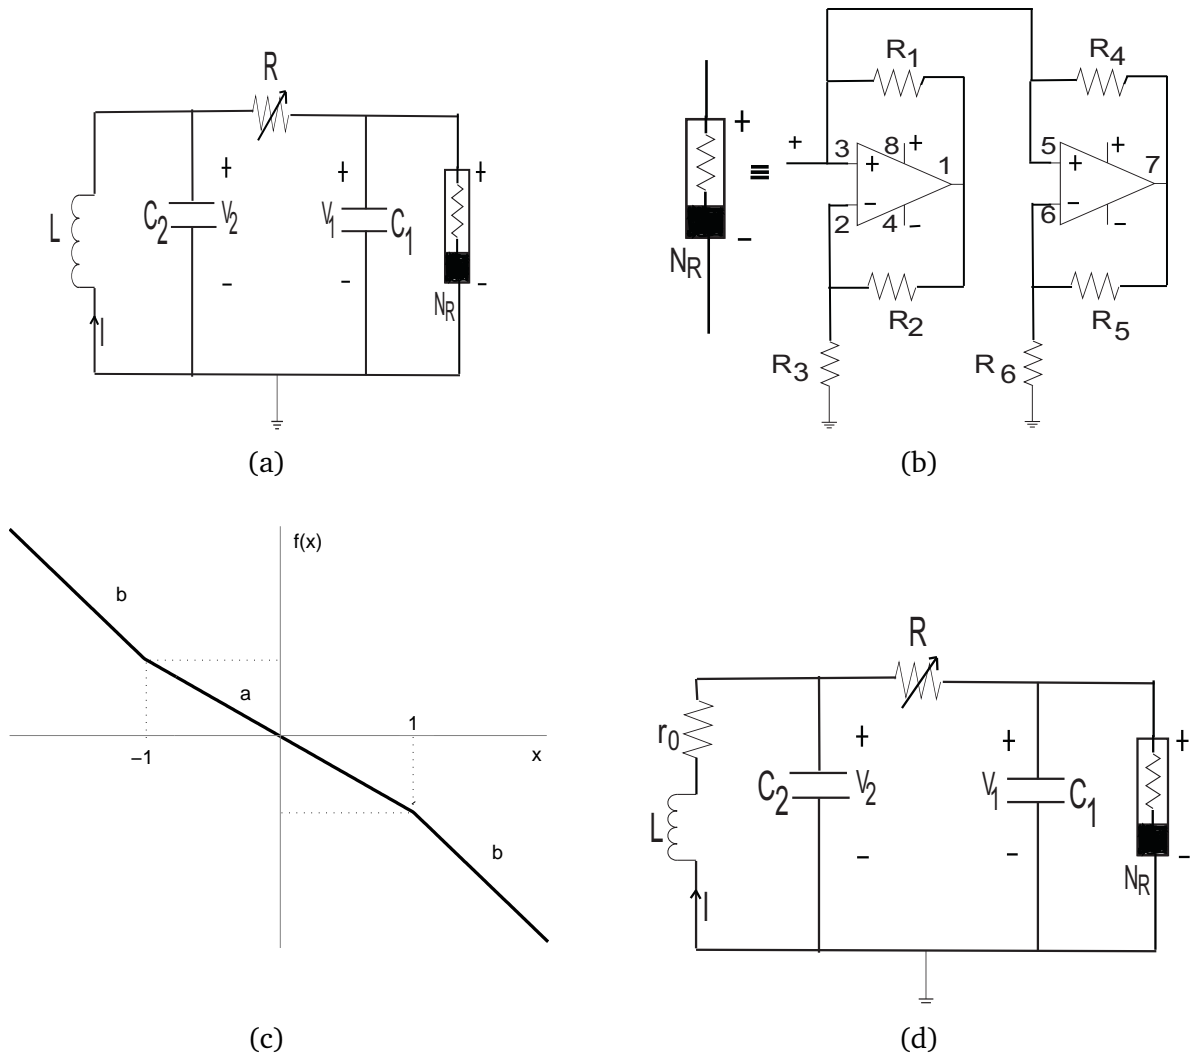 R
L
C2
+
V2
−
+
V1
−
C1
+
NR
−
I
(a)
+
NR
−
≡
+
R1
3
+
8
+
1
−
2
4
−
R2
R3
R4
5
+
+
7
−
6
−
R5
R6
(b)
f(x)
b
a
1
−1
x
b
(c)
R
r0
L
C2
+
V2
−
+
V1
−
C1
+
NR
−
I
(d)